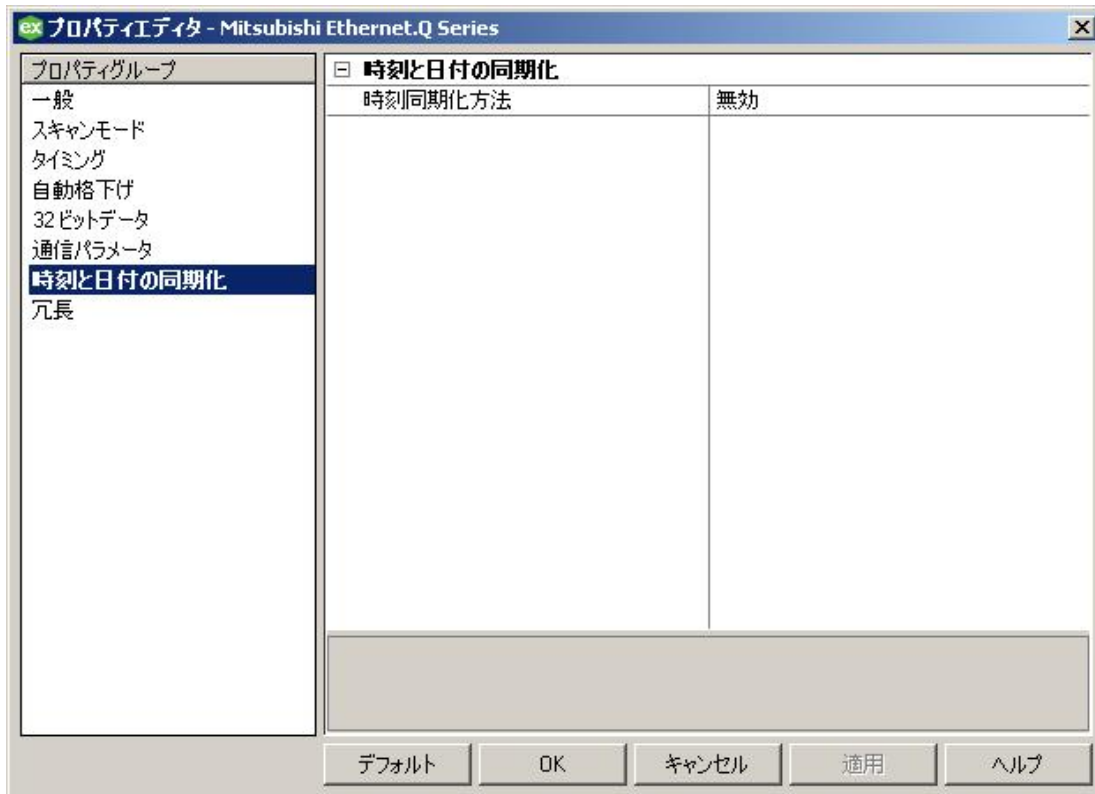 ex プロパティエディタ - Mitsubishi Ethernet.Q Series
プロパティグループ
一般
スキャンモード
タイミング
自動格下げ
32 ビットデータ
通信パラメータ
時刻と日付の同期化
冗長
時刻と日付の同期化
時刻同期化方法 無効
デフォルト OK キャンセル 適用 ヘルプ